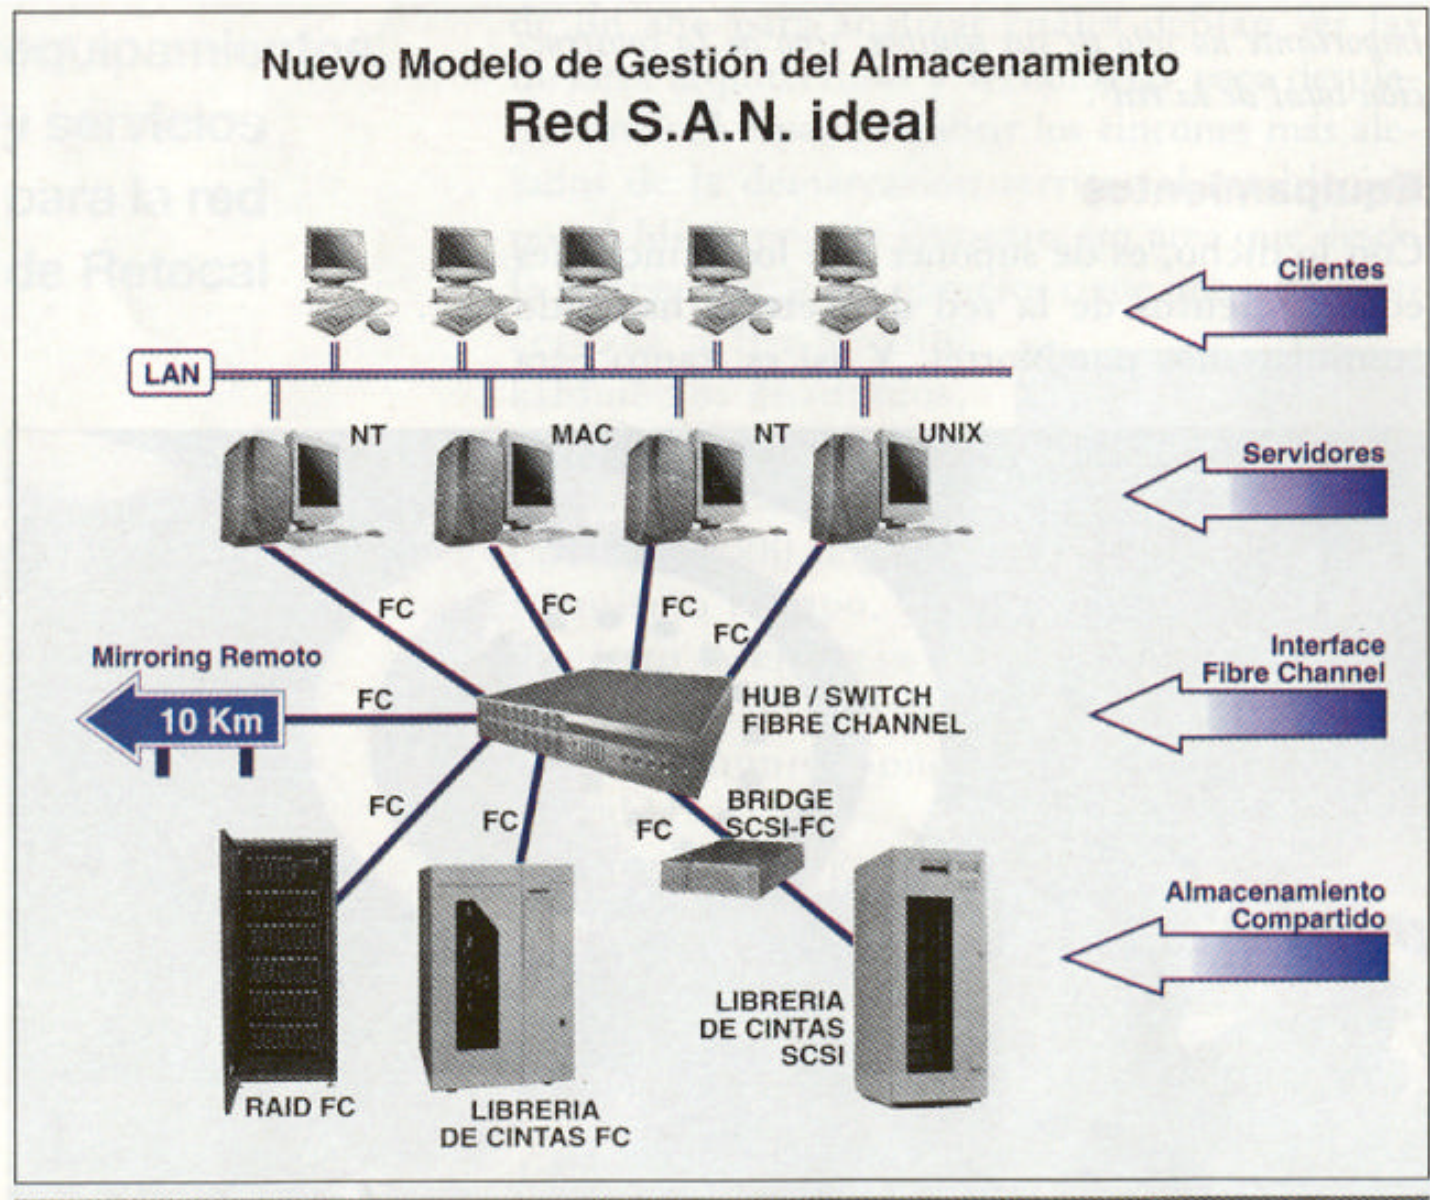 Nuevo Modelo de Gestión del Almacenamiento
Red S.A.N. ideal
Clientes
LAN
NT
MAC
NT
UNIX
Servidores
FC
FC
FC
FC
Mirroring Remoto
10 Km
FC
HUB / SWITCH
FIBRE CHANNEL
Interface
Fibre Channel
FC
FC
FC
BRIDGE
SCSI-FC
Almacenamiento
Compartido
RAID FC
LIBRERIA
DE CINTAS FC
LIBRERIA
DE CINTAS
SCSI